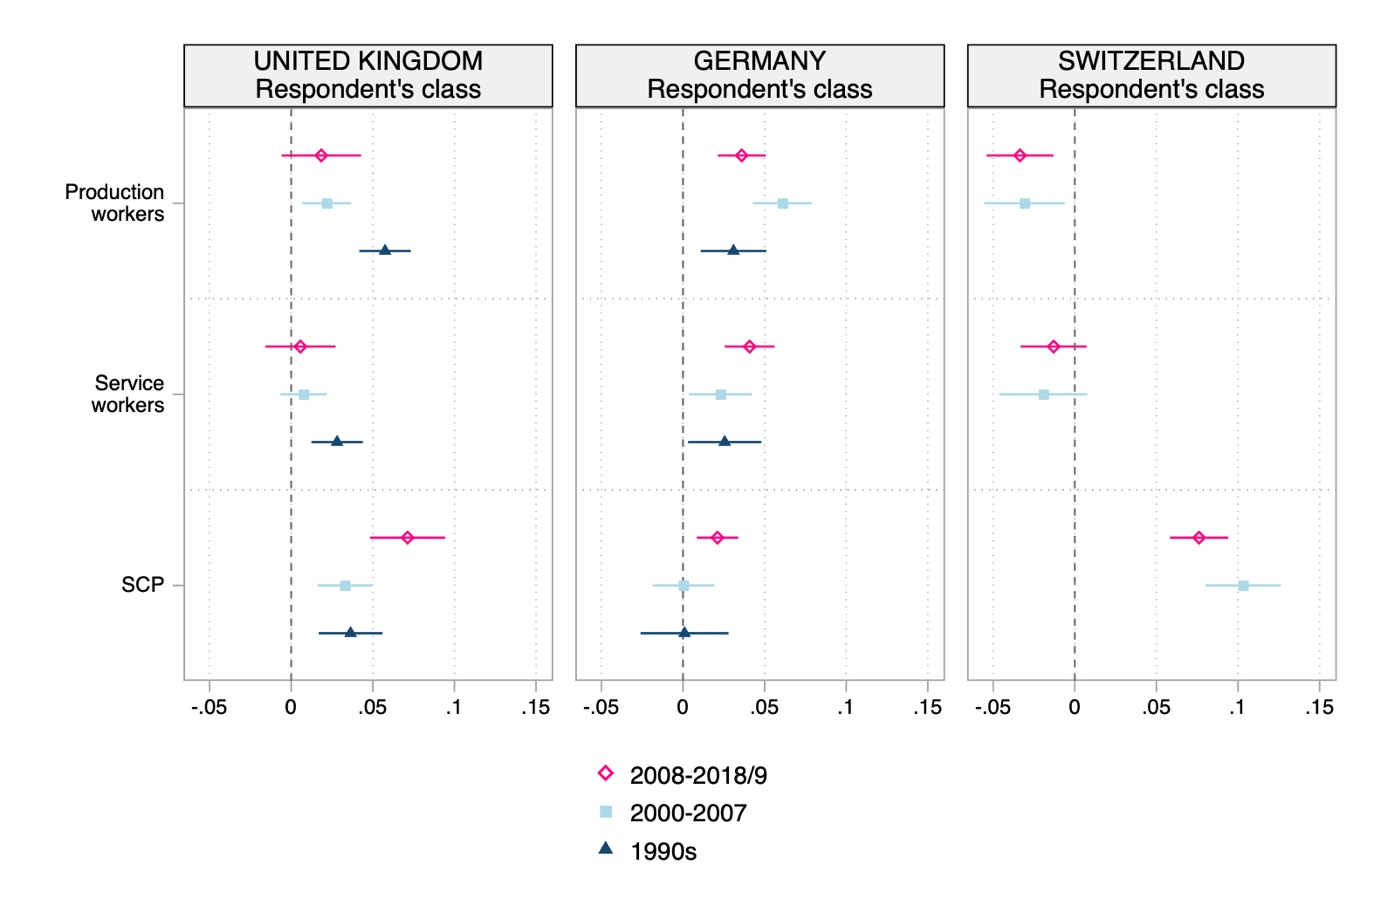 UNITED KINGDOM
Respondent's class
GERMANY
Respondent's class
SWITZERLAND
Respondent's class
Production
workers
Service
workers
SCP
-.05 0 .05 .1 .15
-.05 0 .05 .1 .15
-.05 0 .05 .1 .15
2008-2018/9
2000-2007
1990s